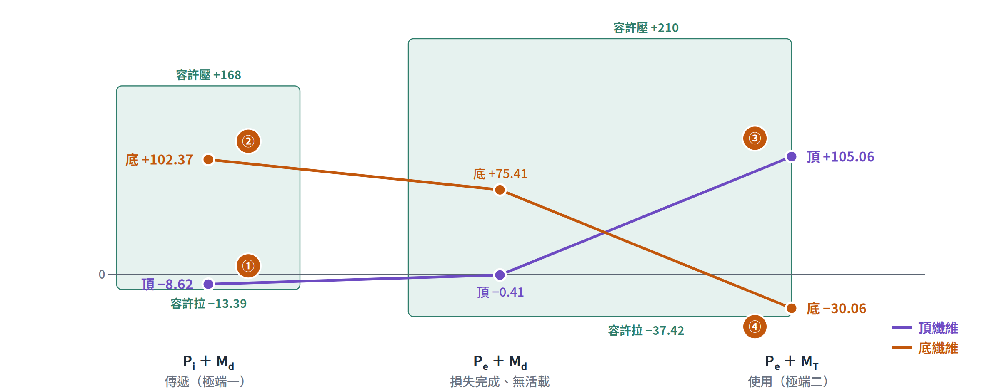 容許壓 +210
容許壓 +168
②
③
底 +102.37
頂 +105.06
底 +75.41
①
0
頂 −8.62
頂 −0.41
容許拉 −13.39
底 −30.06
容許拉 −37.42
④
頂纖維
底纖維
Pi + Md
傳遞（極端一）
Pe + Md
損失完成、無活載
Pe + MT
使用（極端二）